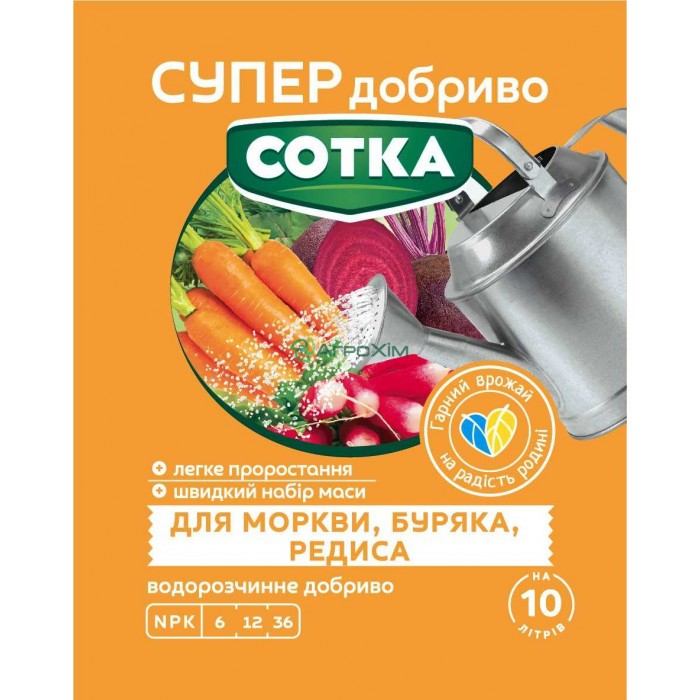 СУПЕР добриво
СОТКА
АГРОХІМ
Гарний врожай
на радість родині
+ легке проростання
+ швидкий набір маси
ДЛЯ МОРКВИ, БУРЯКА,
РЕДИСА
водорозчинне добриво
NPK 6 12 36
НА
10
ЛІТРІВ